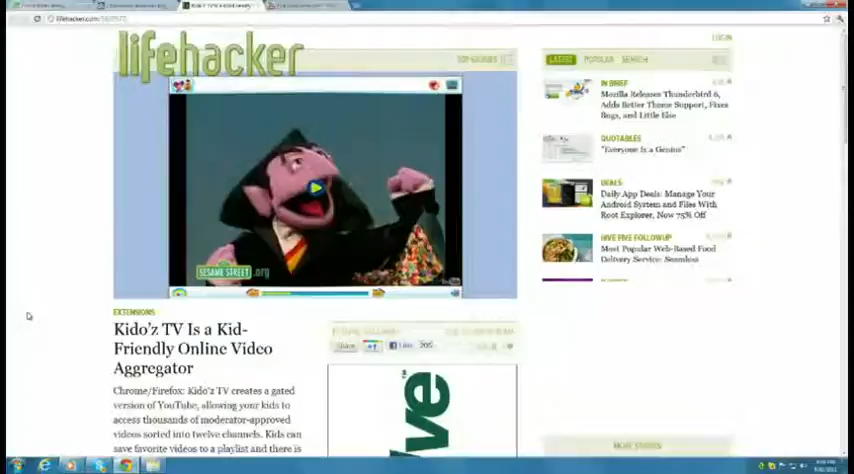 lifehacker
LOGIN
TOP STORIES
LATEST POPULAR SEARCH
SESAME STREET.org
IN BRIEF
Mozilla Releases Thunderbird 6,
Adds Better Theme Support, Fixes
Bugs, and Little Else
QUOTABLES
"Everyone Is a Genius"
DEALS
Daily App Deals: Manage Your
Android System and Files With
Root Explorer, Now 75% Off
HIVE FIVE FOLLOWUP
Most Popular Web-Based Food
Delivery Service: Seamless
EXTENSIONS
Kido'z TV Is a Kid-
Friendly Online Video
Aggregator
Share +1 Like
Chrome/Firefox: Kido'z TV creates a gated
version of YouTube, allowing your kids to
access thousands of moderator-approved
videos sorted into twelve channels. Kids can
save favorite videos to a playlist and there is
MORE STORIES